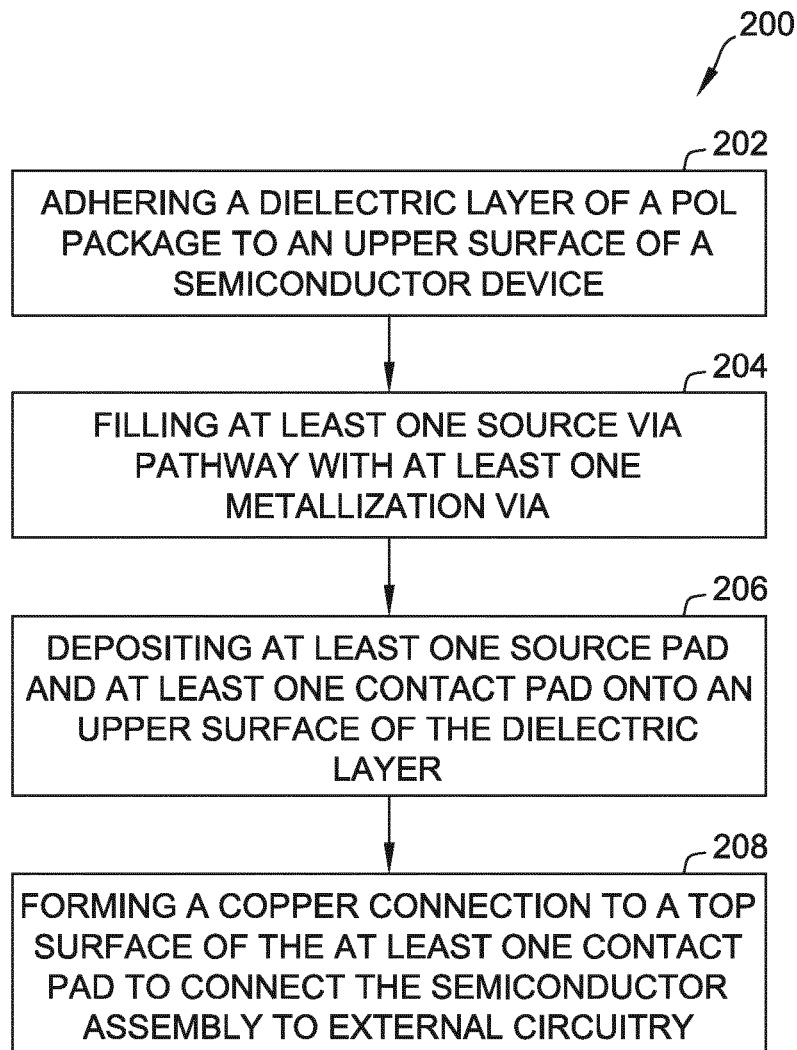 200
202
ADHERING A DIELECTRIC LAYER OF A POL
PACKAGE TO AN UPPER SURFACE OF A
SEMICONDUCTOR DEVICE
204
FILLING AT LEAST ONE SOURCE VIA
PATHWAY WITH AT LEAST ONE
METALLIZATION VIA
206
DEPOSITING AT LEAST ONE SOURCE PAD
AND AT LEAST ONE CONTACT PAD ONTO AN
UPPER SURFACE OF THE DIELECTRIC
LAYER
208
FORMING A COPPER CONNECTION TO A TOP
SURFACE OF THE AT LEAST ONE CONTACT
PAD TO CONNECT THE SEMICONDUCTOR
ASSEMBLY TO EXTERNAL CIRCUITRY